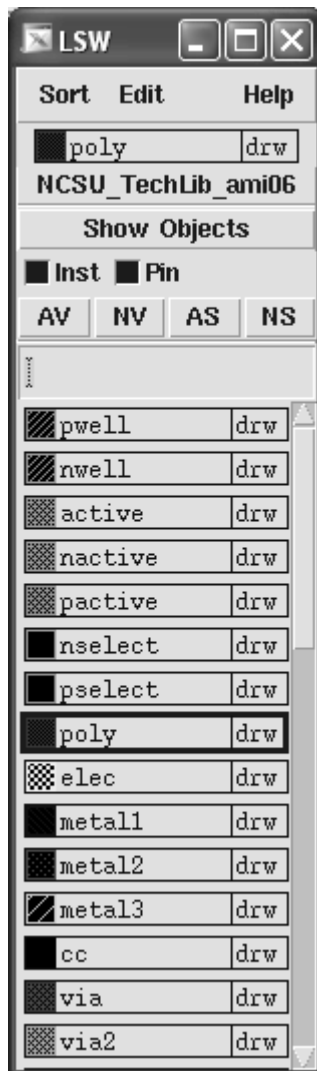 LSW
Sort Edit Help
poly drw
NCSU_TechLib_ami06
Show Objects
Inst Pin
AV NV AS NS
pwell drw
nwell drw
active drw
nactive drw
pactive drw
nselect drw
pselect drw
poly drw
elec drw
metal1 drw
metal2 drw
metal3 drw
cc drw
via drw
via2 drw